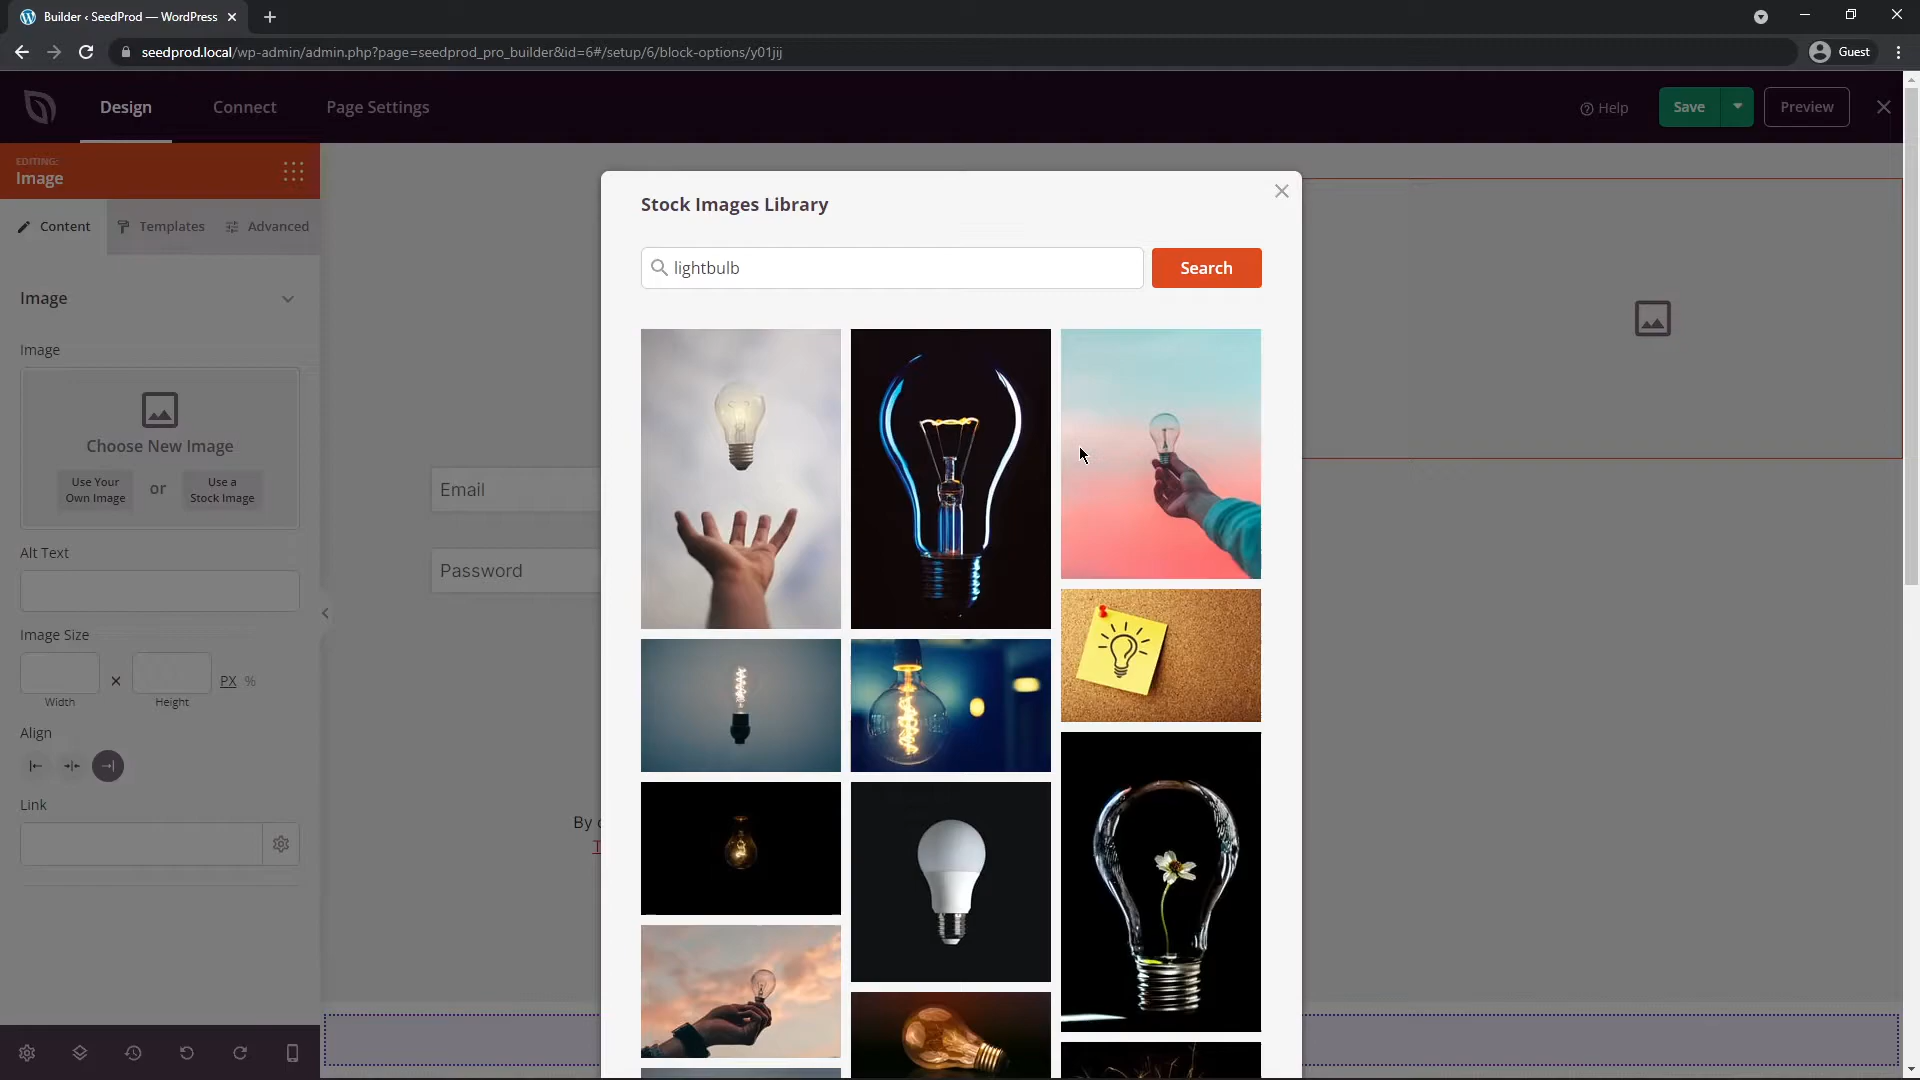 Builder ‹ SeedProd — WordPress
seedprod.local/wp-admin/admin.php?page=seedprod_pro_builder&id=6#/setup/6/block-options/y01jij
Guest
Design
Connect
Page Settings
Help
Save
Preview
EDITING:
Image
Content
Templates
Advanced
Image
Image
Choose New Image
Use Your
Own Image
or
Use a
Stock Image
Alt Text
Image Size
×
PX %
Width
Height
Align
Link
Email
Password
By
Stock Images Library
lightbulb
Search